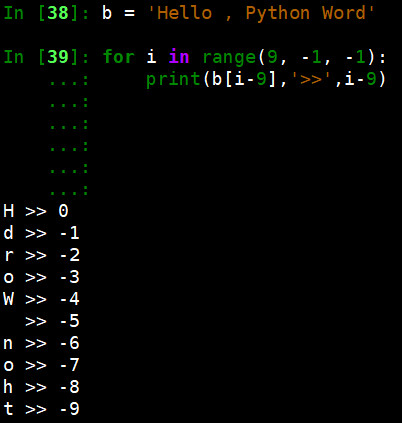 In [38]: b = 'Hello , Python Word'
In [39]: for i in range(9, -1, -1):
    ...:     print(b[i-9],'>>',i-9)
    ...:
    ...:
    ...:
    ...:
    ...:
H >> 0
d >> -1
r >> -2
o >> -3
W >> -4
  >> -5
n >> -6
o >> -7
h >> -8
t >> -9